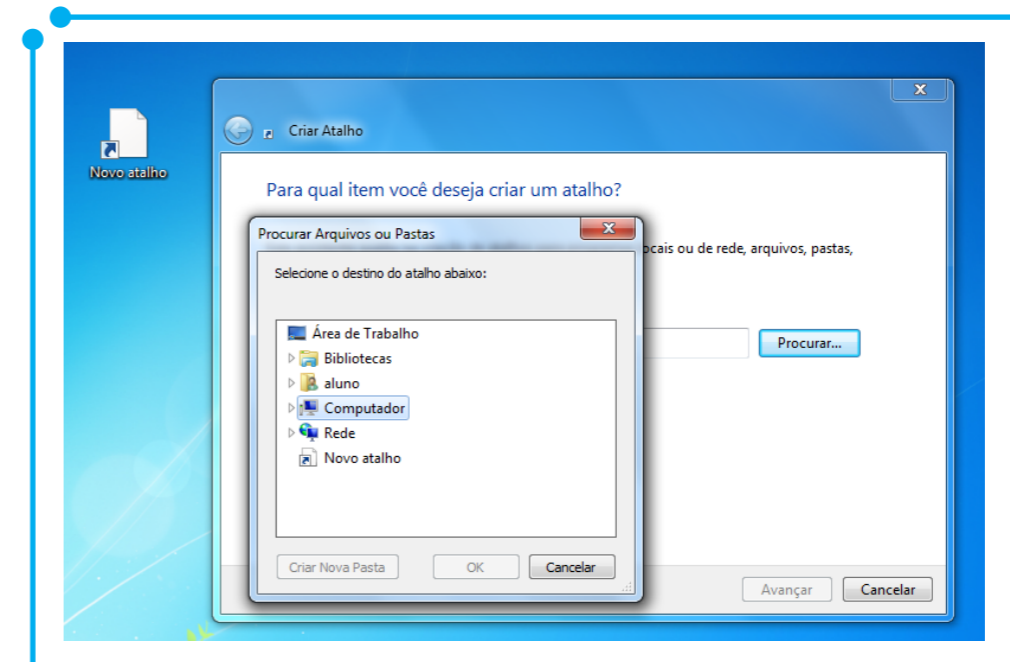 Novo atalho
x
Criar Atalho
Para qual item você deseja criar um atalho?
Procurar Arquivos ou Pastas
x
ocais ou de rede, arquivos, pastas,
Selecione o destino do atalho abaixo:
Área de Trabalho
Procurar...
Bibliotecas
aluno
Computador
Rede
Novo atalho
Criar Nova Pasta
OK
Cancelar
Avançar
Cancelar